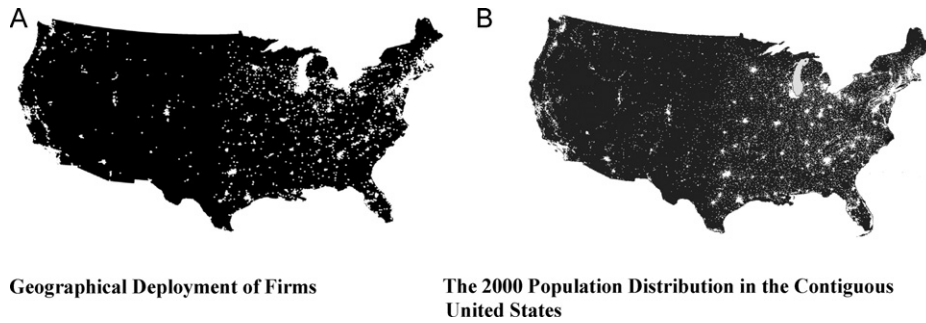 A
B
Geographical Deployment of Firms
The 2000 Population Distribution in the Contiguous
United States